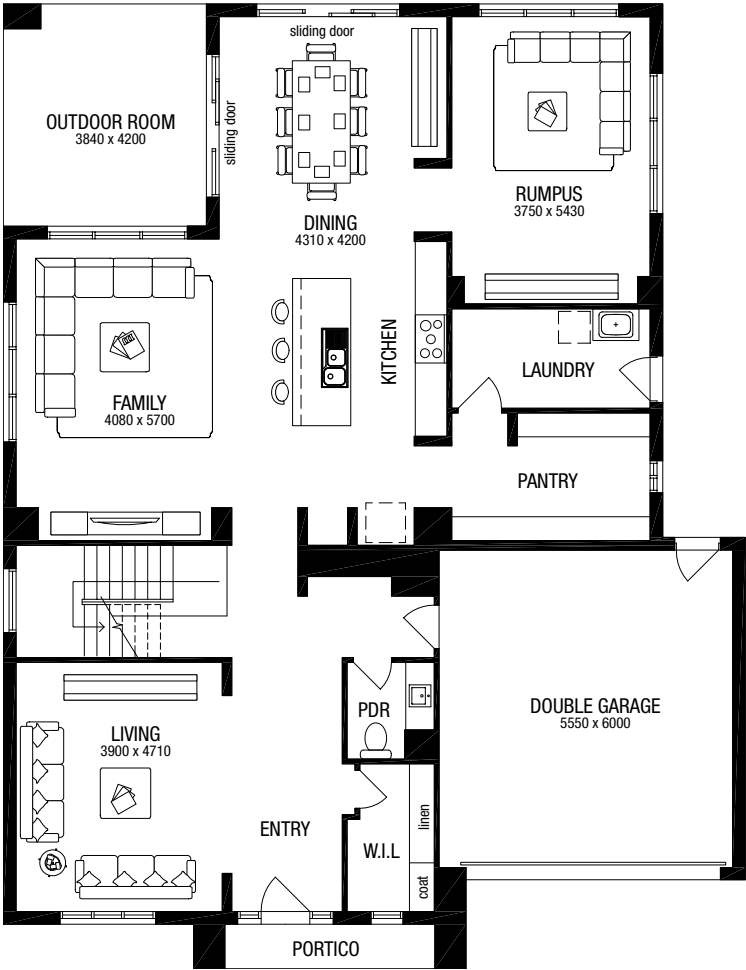 sliding door
OUTDOOR ROOM
3840 x 4200
sliding door
RUMPUS
3750 x 5430
DINING
4310 x 4200
KITCHEN
LAUNDRY
FAMILY
4080 x 5700
PANTRY
PDR
DOUBLE GARAGE
5550 x 6000
LIVING
3900 x 4710
ENTRY
linen
W.I.L
coat
PORTICO